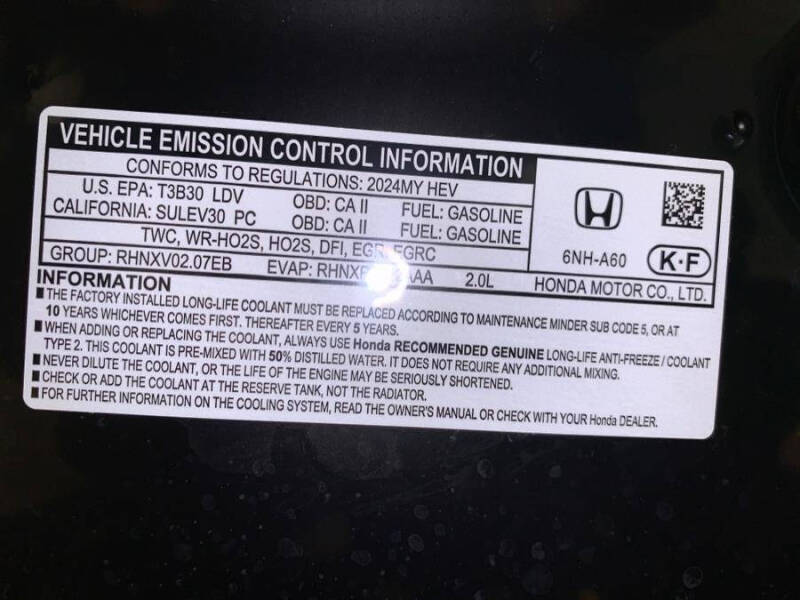 VEHICLE EMISSION CONTROL INFORMATION
CONFORMS TO REGULATIONS: 2024MY HEV
U.S. EPA: T3B30 LDV OBD: CA II FUEL: GASOLINE
CALIFORNIA: SULEV30 PC OBD: CA II FUEL: GASOLINE
TWC, WR-HO2S, HO2S, DFI, EGR, EGRC
GROUP: RHNXV02.07EB EVAP: 2.0L
6NH-A60 K·F
HONDA MOTOR CO., LTD.
INFORMATION
■ THE FACTORY INSTALLED LONG-LIFE COOLANT MUST BE REPLACED ACCORDING TO MAINTENANCE MINDER SUB CODE 5, OR AT
10 YEARS WHICHEVER COMES FIRST. THEREAFTER EVERY 5 YEARS.
■ WHEN ADDING OR REPLACING THE COOLANT, ALWAYS USE Honda RECOMMENDED GENUINE LONG-LIFE ANTI-FREEZE / COOLANT
TYPE 2. THIS COOLANT IS PRE-MIXED WITH 50% DISTILLED WATER. IT DOES NOT REQUIRE ANY ADDITIONAL MIXING.
■ NEVER DILUTE THE COOLANT, OR THE LIFE OF THE ENGINE MAY BE SERIOUSLY SHORTENED.
■ CHECK OR ADD THE COOLANT AT THE RESERVE TANK, NOT THE RADIATOR.
■ FOR FURTHER INFORMATION ON THE COOLING SYSTEM, READ THE OWNER'S MANUAL OR CHECK WITH YOUR Honda DEALER.